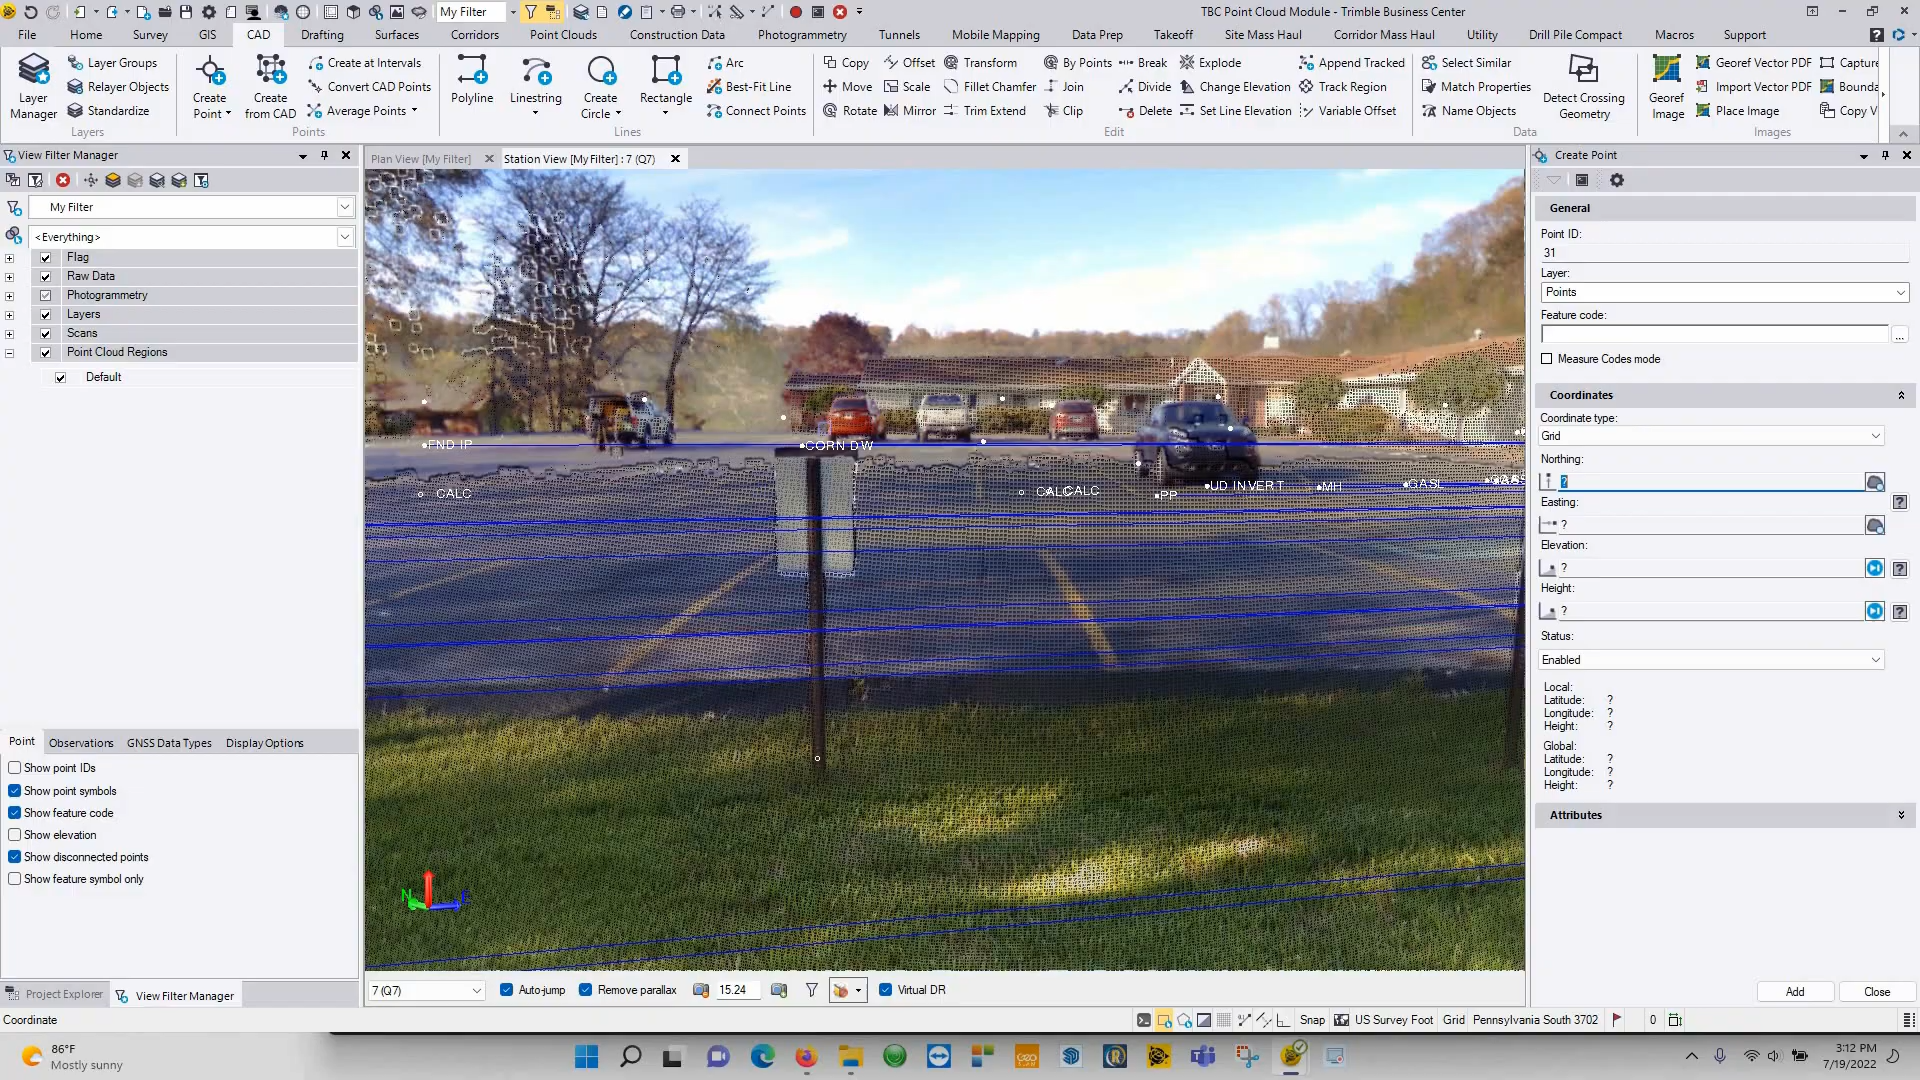 My Filter
TBC Point Cloud Module - Trimble Business Center
File Home Survey GIS CAD Drafting Surfaces Corridors Point Clouds Construction Data Photogrammetry Tunnels Mobile Mapping Data Prep Takeoff Site Mass Haul Corridor Mass Haul Utility Drill Pile Compact Macros Support
Layer Manager
Layer Groups
Relayer Objects
Standardize
Layers
Create Point
Create from CAD
Create at Intervals
Convert CAD Points
Average Points
Points
Polyline
Linestring
Create Circle
Rectangle
Arc
Best-Fit Line
Connect Points
Lines
Copy Offset Transform By Points Break Explode Append Tracked
Move Scale Fillet Chamfer Join Divide Change Elevation Track Region
Rotate Mirror Trim Extend Clip Delete Set Line Elevation Variable Offset
Edit
Select Similar
Match Properties
Name Objects
Detect Crossing Geometry
Data
Georef Image
Georef Vector PDF Capture
Import Vector PDF Bounda
Place Image Copy V
Images
View Filter Manager
My Filter
<Everything>
Flag
Raw Data
Photogrammetry
Layers
Scans
Point Cloud Regions
Default
Point Observations GNSS Data Types Display Options
Show point IDs
Show point symbols
Show feature code
Show elevation
Show disconnected points
Show feature symbol only
Project Explorer View Filter Manager
Plan View [My Filter] Station View [My Filter] : 7 (Q7)
FND IP CORN DW
CALC CALC UD INVERT MH GASL
PP
N E
7 (Q7) Auto-jump Remove parallax 15.24 Virtual DR
Create Point
General
Point ID:
31
Layer:
Points
Feature code:
...
Measure Codes mode
Coordinates
Coordinate type:
Grid
Northing:
?
Easting:
?
Elevation:
?
Height:
?
Status:
Enabled
Local:
Latitude: ?
Longitude: ?
Height: ?
Global:
Latitude: ?
Longitude: ?
Height: ?
Attributes
Add Close
Coordinate
Snap US Survey Foot Grid Pennsylvania South 3702 0
86°F
Mostly sunny
3:12 PM
7/19/2022